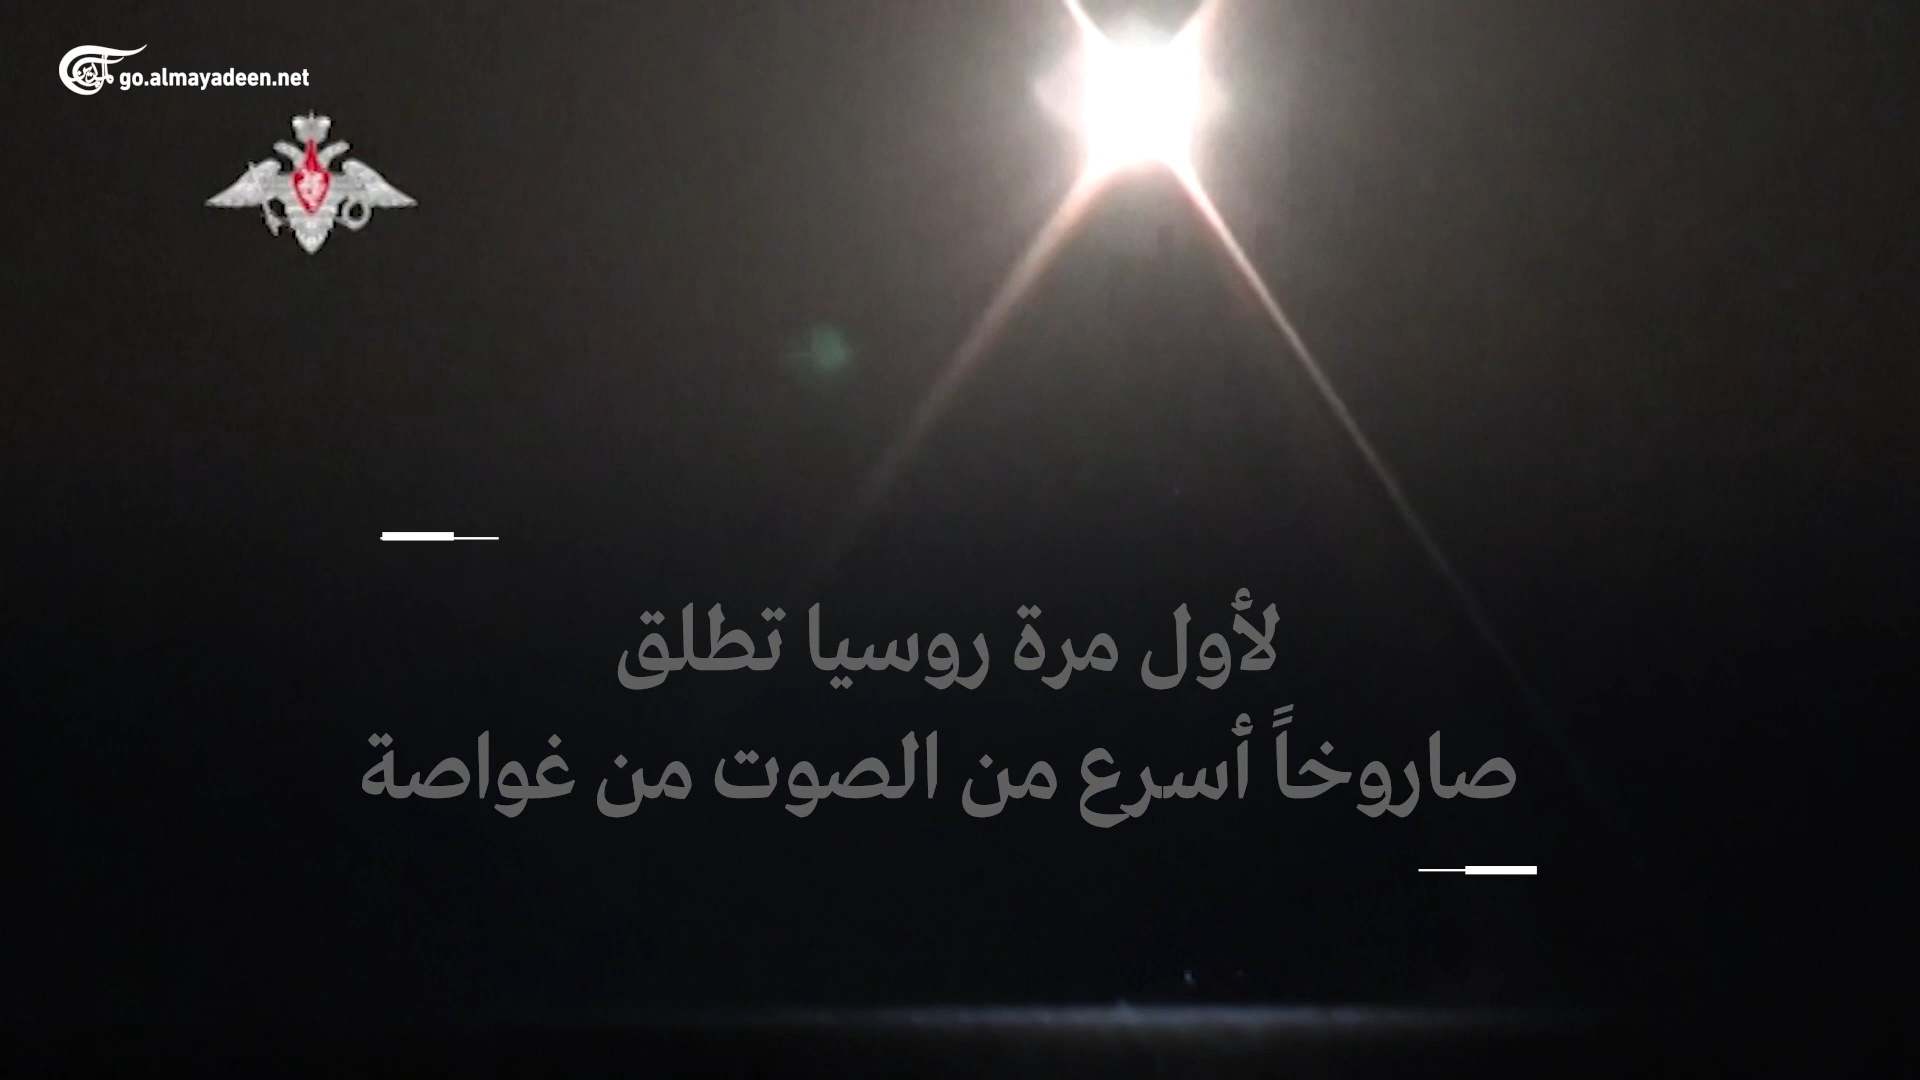 go.almayadeen.net
لأول مرة روسيا تطلق
صاروخاً أسرع من الصوت من غواصة